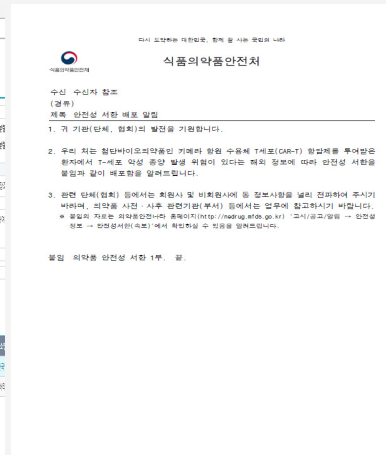 다시 도약하는 대한민국, 함께 잘 사는 국민의 나라
식품의약품안전처
식품의약품안전처
수신 수신자 참조
(경유)
제목 안전성 서한 배포 알림
1. 귀 기관(단체, 협회)의 발전을 기원합니다.
2. 우리 처는 첨단바이오의약품인 키메라 항원 수용체 T세포(CAR-T) 항암제를 투여받은
환자에서 T-세포 악성 종양 발생 위험이 있다는 해외 정보에 따라 안전성 서한을
붙임과 같이 배포함을 알려드립니다.
3. 관련 단체(협회) 등에서는 회원사 및 비회원사에 동 정보사항을 널리 전파하여 주시기
바라며, 의약품 사전·사후 관련기관(부서) 등에서는 업무에 참고하시기 바랍니다.
※ 붙임의 자료는 의약품안전나라 홈페이지(http://nedrug.mfds.go.kr) '고시/공고/알림 → 안전성
정보 → 안전성서한(속보)'에서 확인하실 수 있음을 알려드립니다.
붙임 의약품 안전성 서한 1부. 끝.